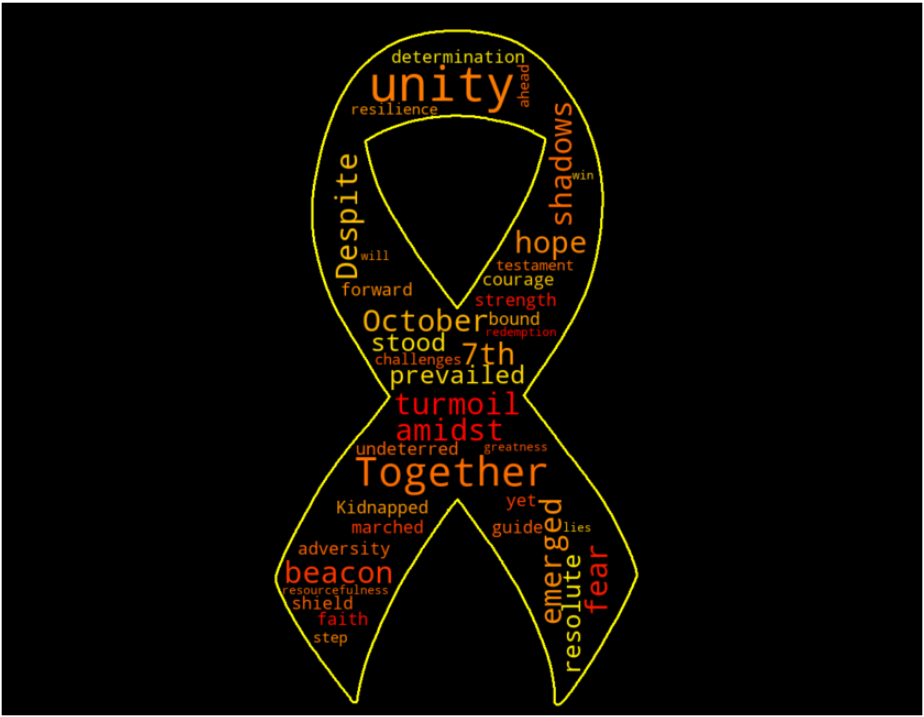 determination
unity
ahead
resilience
shadows
win
Despite
hope
will
testament
courage
forward
strength
October
bound
redemption
stood
7th
challenges
prevailed
turmoil
amidst
undeterred
greatness
Together
Kidnapped
yet
emerged
marched
guide
lies
adversity
resolute
fear
beacon
resourcefulness
shield
faith
step